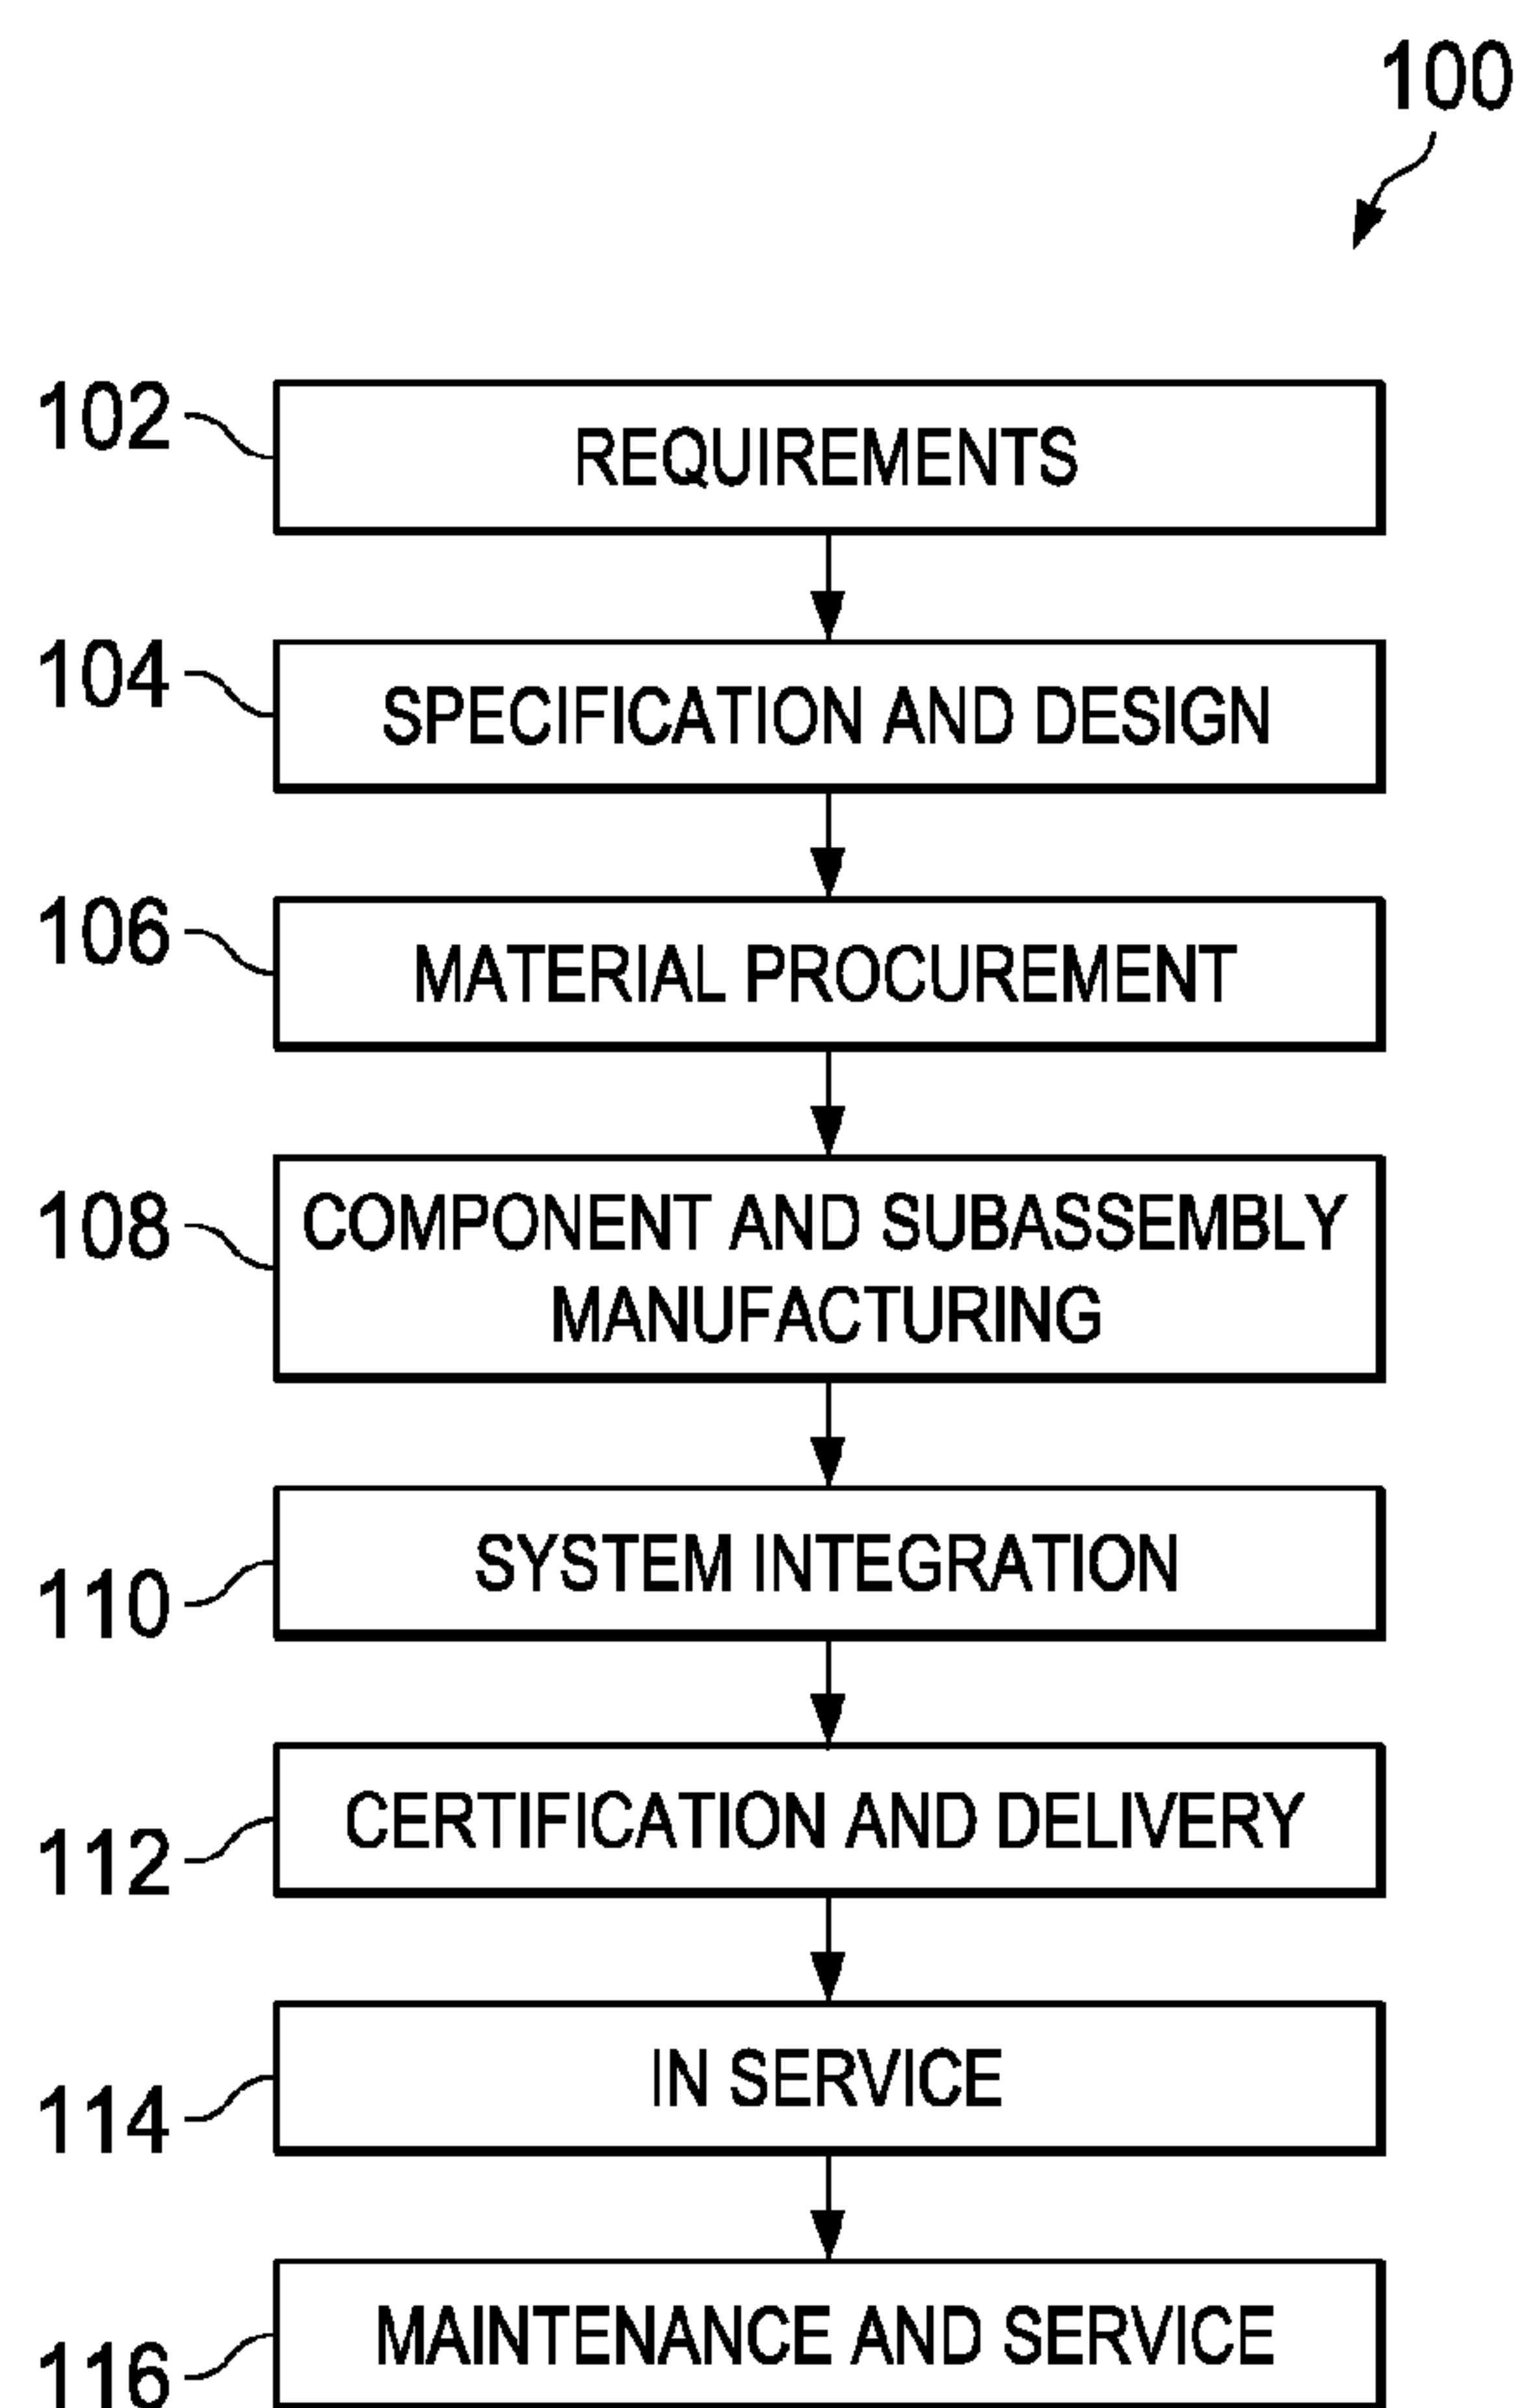 100
102
REQUIREMENTS
104
SPECIFICATION AND DESIGN
106
MATERIAL PROCUREMENT
108
COMPONENT AND SUBASSEMBLY
MANUFACTURING
110
SYSTEM INTEGRATION
112
CERTIFICATION AND DELIVERY
114
IN SERVICE
116
MAINTENANCE AND SERVICE